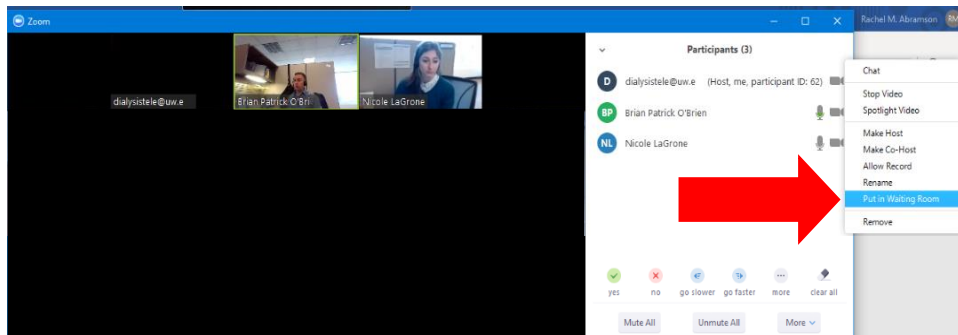 Zoom
Rachel M. Abramson
RM
dialysistele@uw.e
Brian Patrick O'Bri
Nicole LaGrone
Participants (3)
D dialysistele@uw.e (Host, me, participant ID: 62)
BP Brian Patrick O'Brien
NL Nicole LaGrone
Chat
Stop Video
Spotlight Video
Make Host
Make Co-Host
Allow Record
Rename
Put in Waiting Room
Remove
yes no go slower go faster more clear all
Mute All Unmute All More